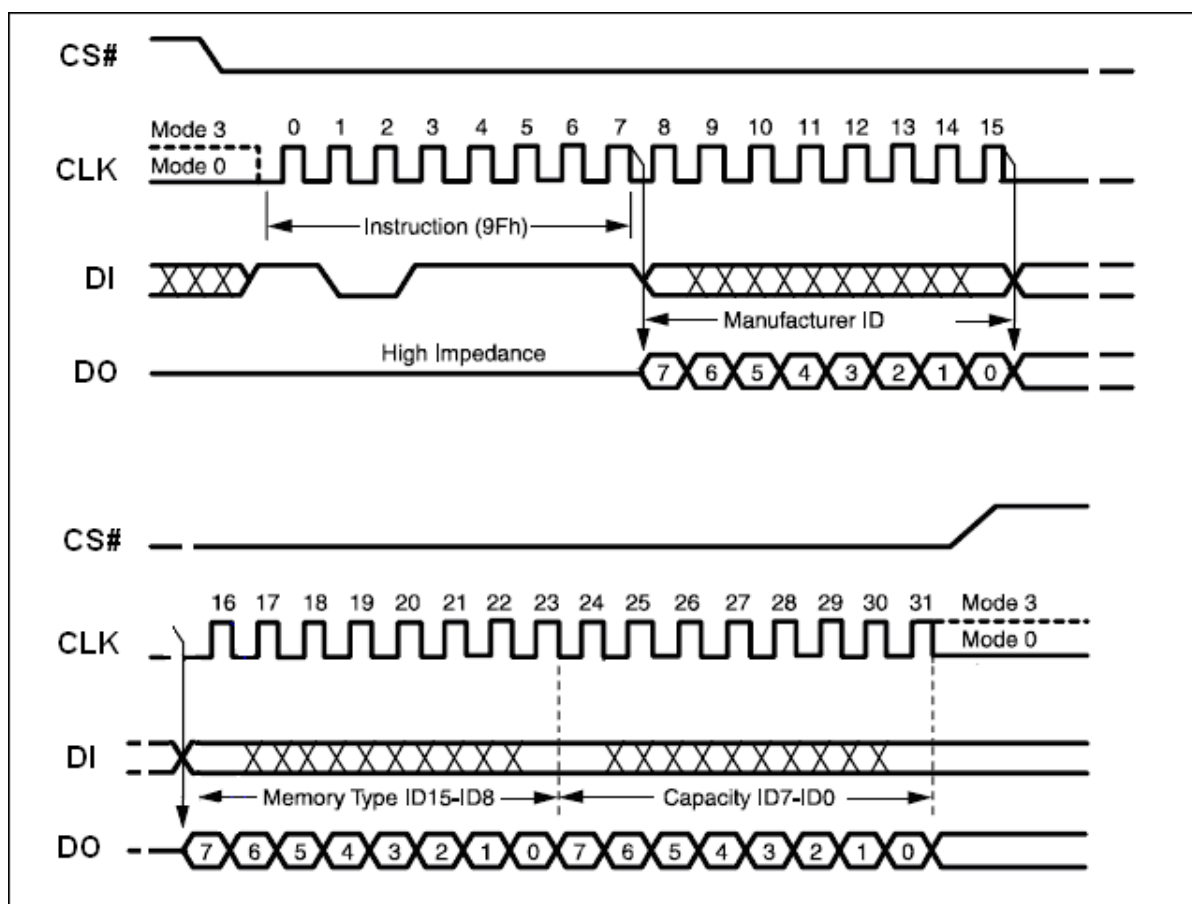 CS#
Mode 3
0 1 2 3 4 5 6 7 8 9 10 11 12 13 14 15
CLK
Mode 0
Instruction (9Fh)
DI
Manufacturer ID
High Impedance
DO
7 6 5 4 3 2 1 0
CS#
16 17 18 19 20 21 22 23 24 25 26 27 28 29 30 31
Mode 3
CLK
Mode 0
DI
Memory Type ID15-ID8
Capacity ID7-ID0
DO
7 6 5 4 3 2 1 0 7 6 5 4 3 2 1 0